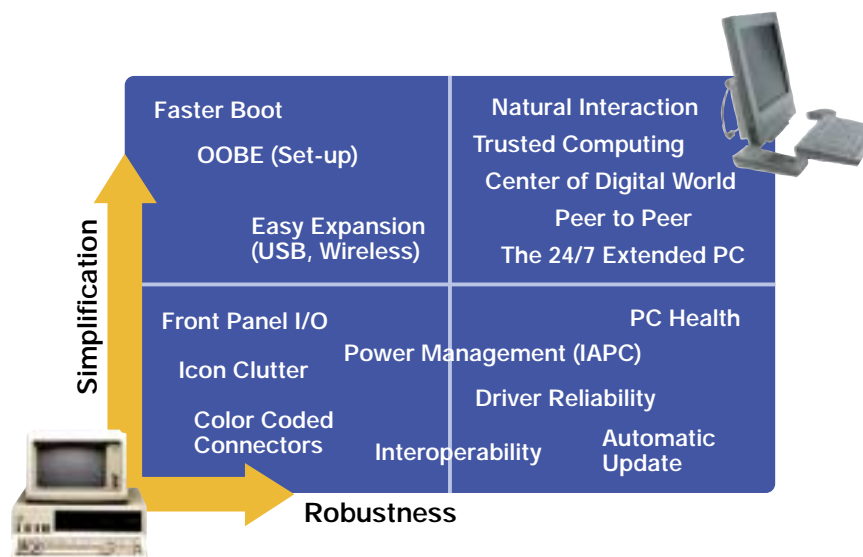 Faster Boot
OOBE (Set-up)
Easy Expansion
(USB, Wireless)
Natural Interaction
Trusted Computing
Center of Digital World
Peer to Peer
The 24/7 Extended PC
Simplification
Front Panel I/O
Icon Clutter
Color Coded
Connectors
Power Management (IAPC)
Interoperability
PC Health
Driver Reliability
Automatic
Update
Robustness